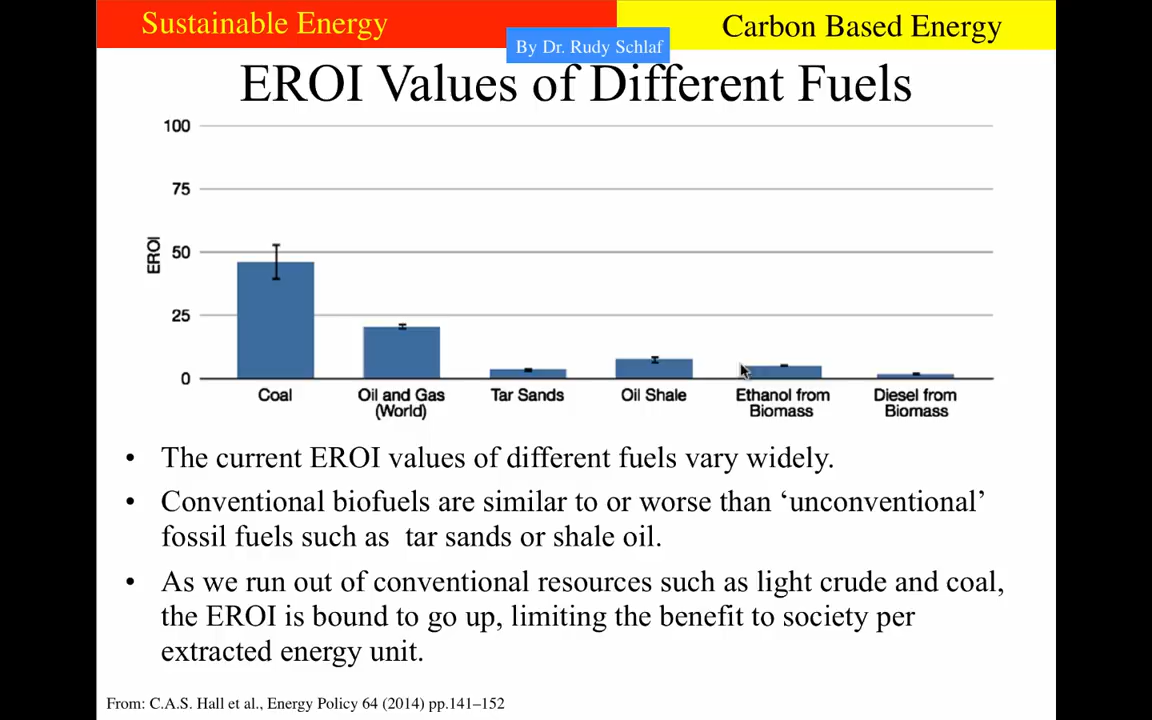 Sustainable Energy
Carbon Based Energy
By Dr. Rudy Schlaf
EROI Values of Different Fuels
100
75
50
25
0
EROI
Coal
Oil and Gas
(World)
Tar Sands
Oil Shale
Ethanol from
Biomass
Diesel from
Biomass
• The current EROI values of different fuels vary widely.
• Conventional biofuels are similar to or worse than ‘unconventional’
fossil fuels such as  tar sands or shale oil.
• As we run out of conventional resources such as light crude and coal,
the EROI is bound to go up, limiting the benefit to society per
extracted energy unit.
From: C.A.S. Hall et al., Energy Policy 64 (2014) pp.141–152